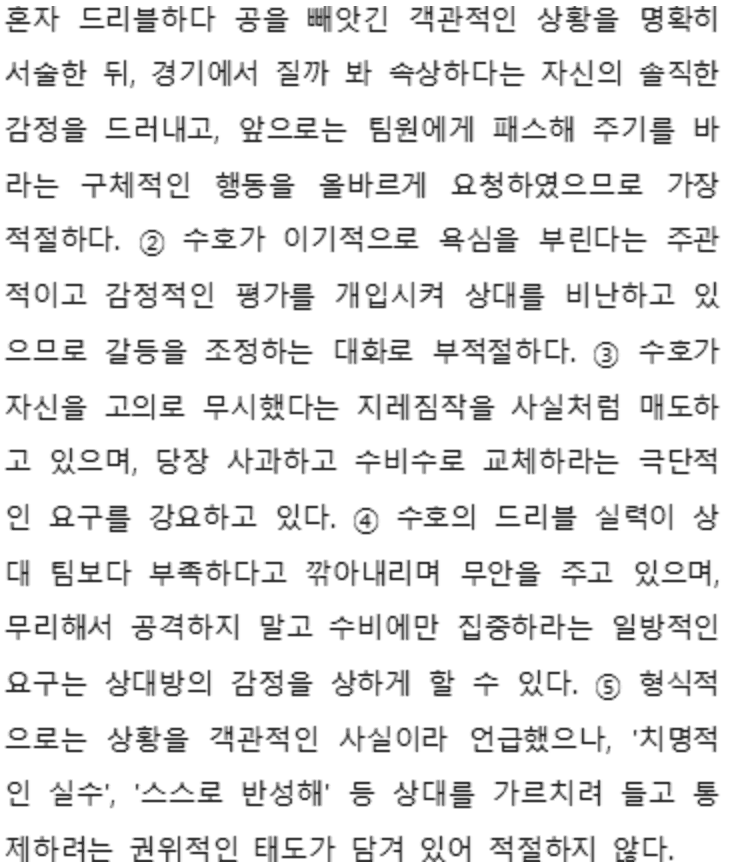 혼자 드리블하다 공을 빼앗긴 객관적인 상황을 명확히
서술한 뒤, 경기에서 질까 봐 속상하다는 자신의 솔직한
감정을 드러내고, 앞으로는 팀원에게 패스해 주기를 바
라는 구체적인 행동을 올바르게 요청하였으므로 가장
적절하다. ② 수호가 이기적으로 욕심을 부린다는 주관
적이고 감정적인 평가를 개입시켜 상대를 비난하고 있
으므로 갈등을 조정하는 대화로 부적절하다. ③ 수호가
자신을 고의로 무시했다는 지레짐작을 사실처럼 매도하
고 있으며, 당장 사과하고 수비수로 교체하라는 극단적
인 요구를 강요하고 있다. ④ 수호의 드리블 실력이 상
대 팀보다 부족하다고 깎아내리며 무안을 주고 있으며,
무리해서 공격하지 말고 수비에만 집중하라는 일방적인
요구는 상대방의 감정을 상하게 할 수 있다. ⑤ 형식적
으로는 상황을 객관적인 사실이라 언급했으나, '치명적
인 실수', '스스로 반성해' 등 상대를 가르치려 들고 통
제하려는 권위적인 태도가 담겨 있어 적절하지 않다.